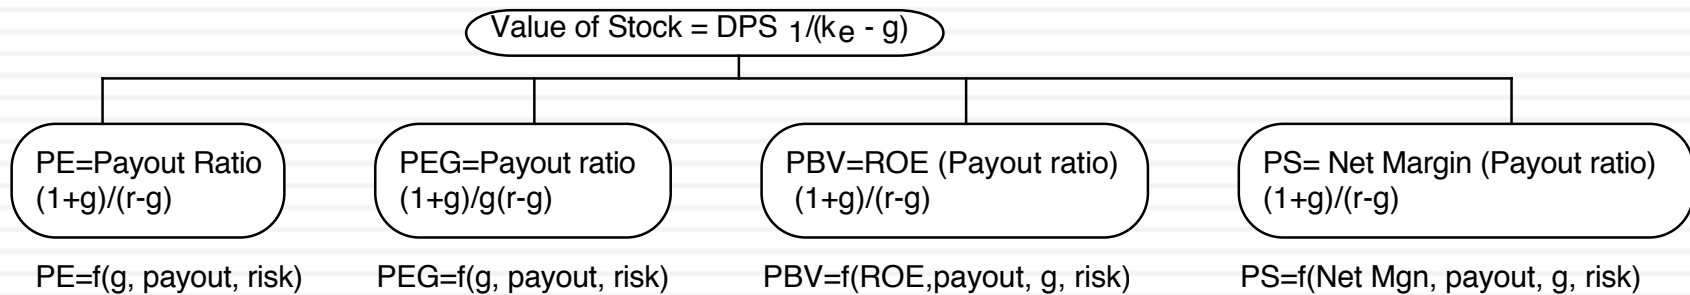 Value of Stock = DPS 1/(ke - g)
PE=Payout Ratio
(1+g)/(r-g)
PEG=Payout ratio
(1+g)/g(r-g)
PBV=ROE (Payout ratio)
(1+g)/(r-g)
PS= Net Margin (Payout ratio)
(1+g)/(r-g)
PE=f(g, payout, risk)
PEG=f(g, payout, risk)
PBV=f(ROE,payout, g, risk)
PS=f(Net Mgn, payout, g, risk)